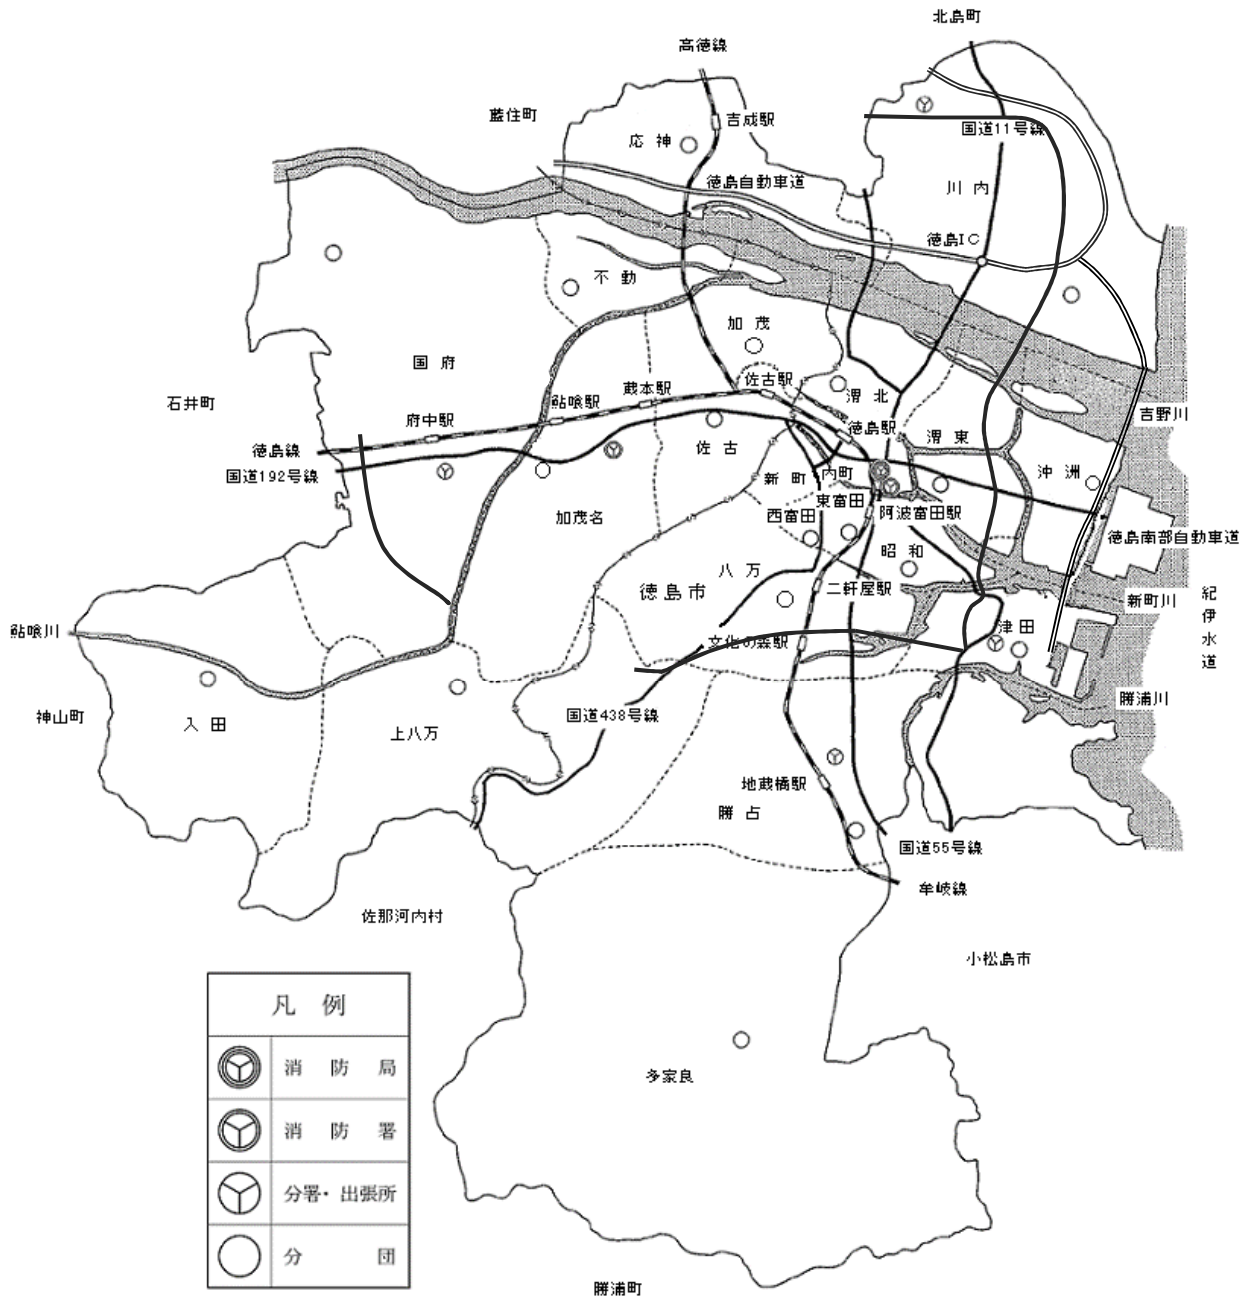 北島町
高徳線
藍住町
吉成駅
応神
国道11号線
徳島自動車道
川内
徳島IC
不動
加茂
国府
佐古駅
蔵本駅
鮎喰駅
渭北
石井町
府中駅
吉野川
徳島駅
渭東
徳島線
佐古
国道192号線
新町
内町
沖洲
東富田
西富田
阿波富田駅
加茂名
徳島南部自動車道
昭和
八万
徳島市
二軒屋駅
新町川
紀伊水道
津田
鮎喰川
文化の森駅
勝浦川
神山町
国道438号線
入田
上八万
地蔵橋駅
勝占
国道55号線
牟岐線
佐那河内村
小松島市
凡例
消防局
消防署
分署・出張所
分団
多家良
勝浦町